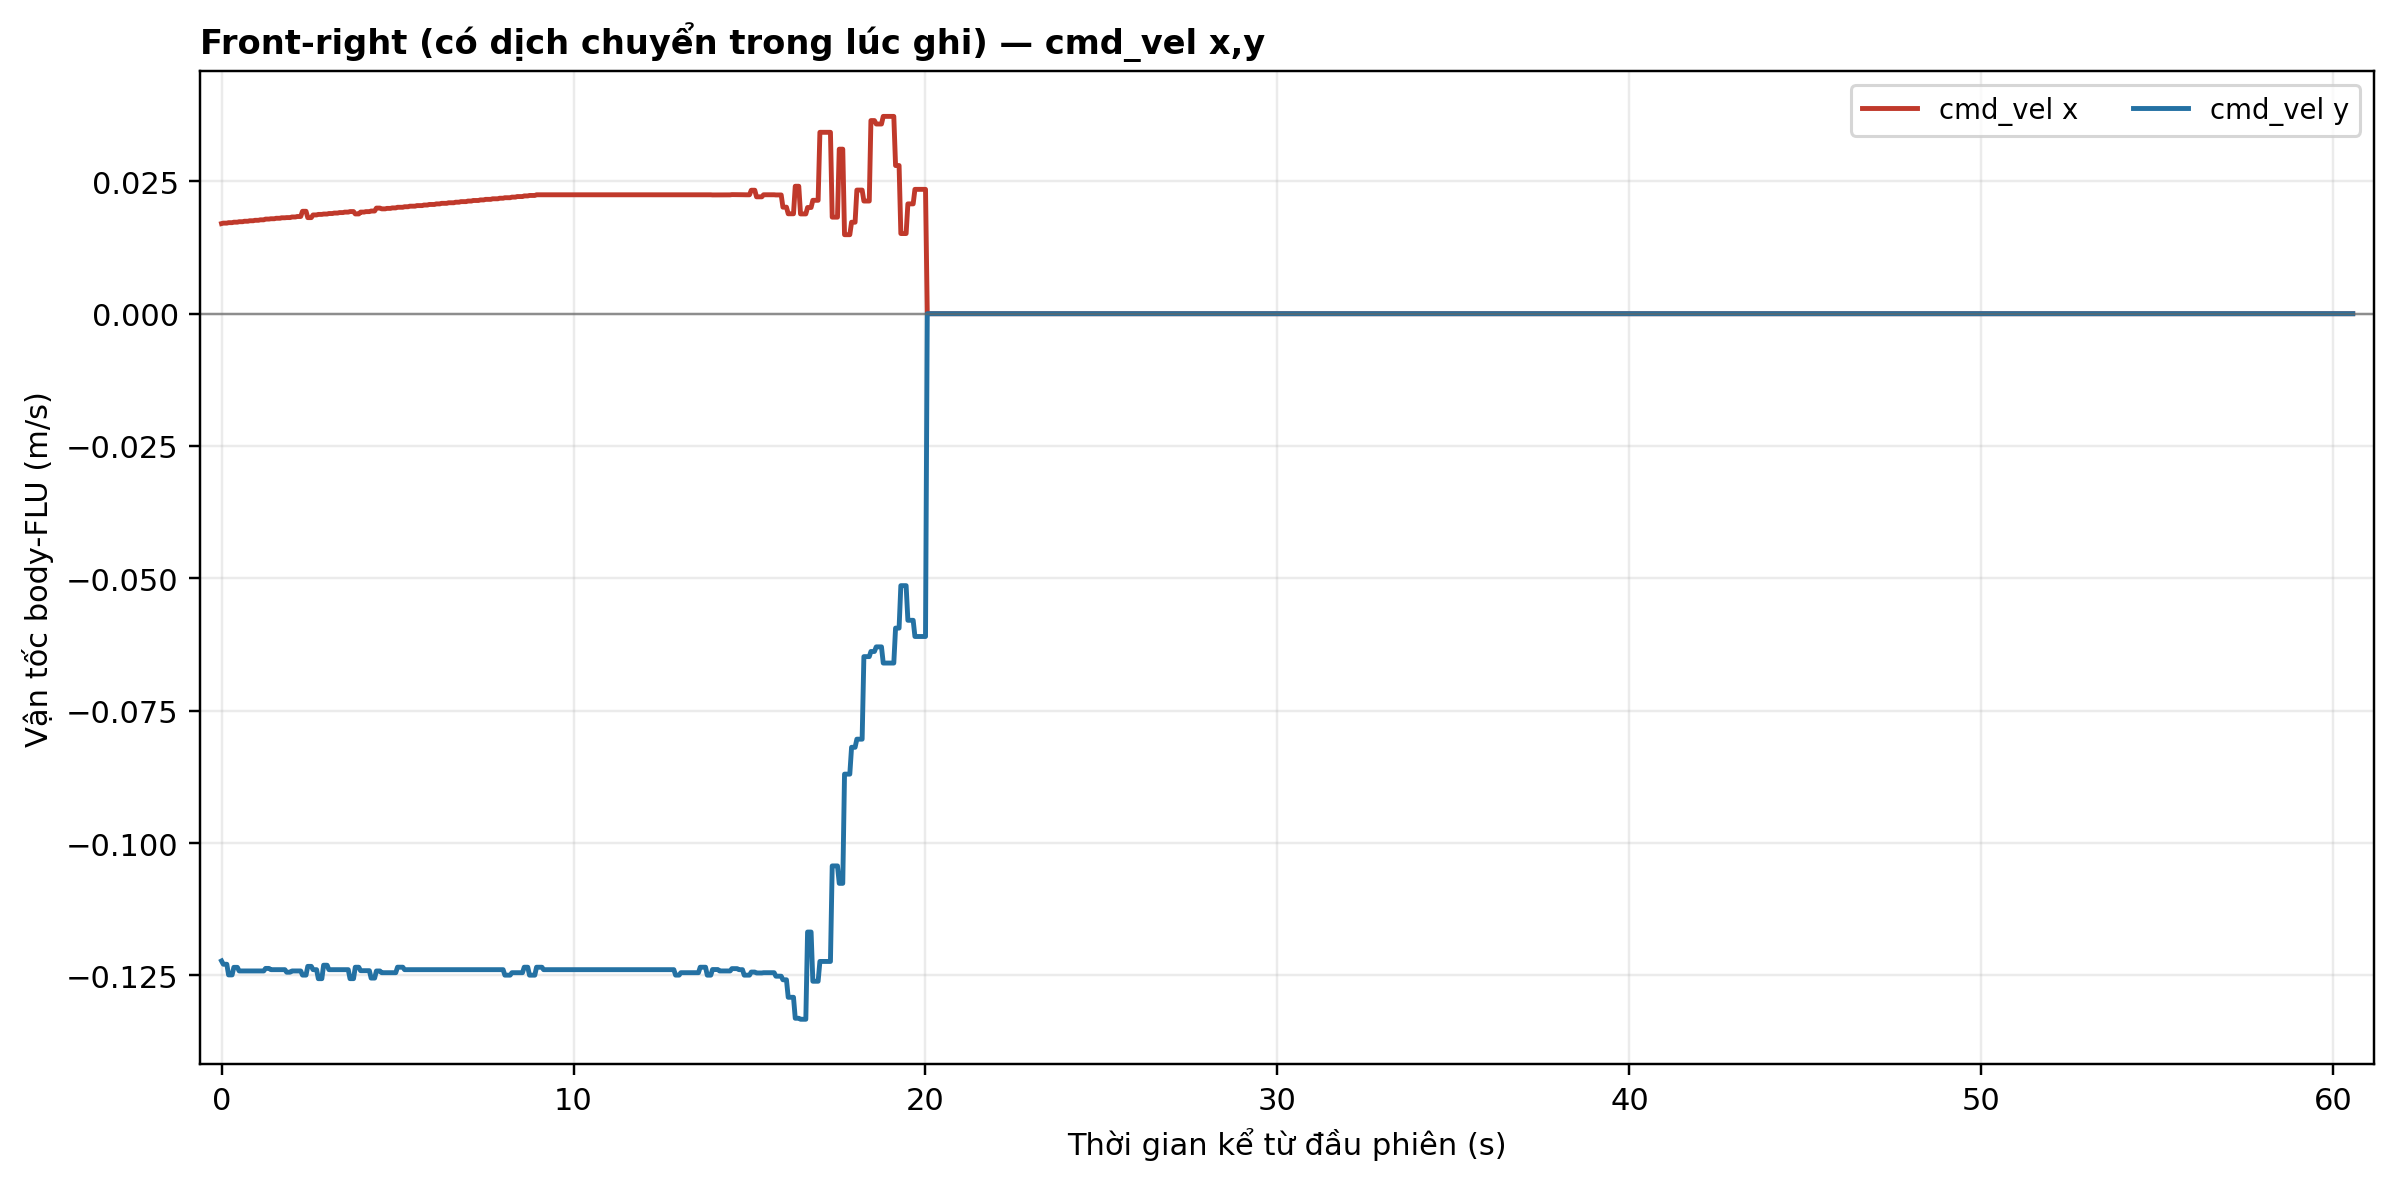 Front-right (có dịch chuyển trong lúc ghi) — cmd_vel x,y
cmd_vel x
cmd_vel y
Vận tốc body-FLU (m/s)
0.025
0.000
−0.025
−0.050
−0.075
−0.100
−0.125
0
10
20
30
40
50
60
Thời gian kể từ đầu phiên (s)